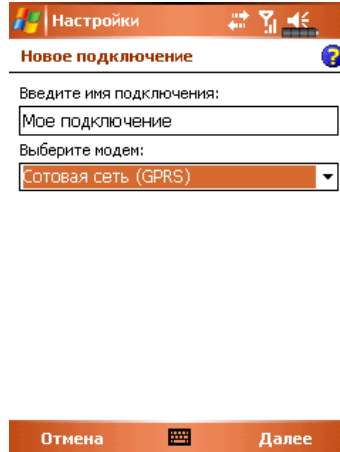 Настройки
Новое подключение
Введите имя подключения:
Мое подключение
Выберите модем:
Сотовая сеть (GPRS)
Отмена Далее